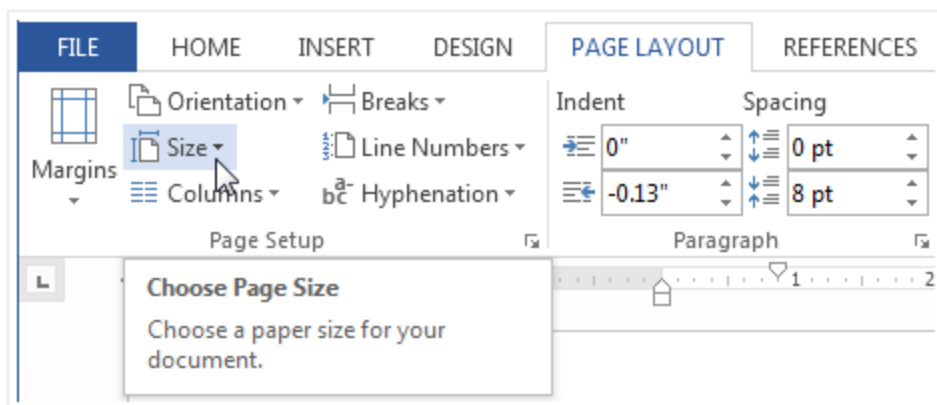 FILE HOME INSERT DESIGN PAGE LAYOUT REFERENCES
Orientation Breaks Indent Spacing
Size Line Numbers 0" 0 pt
Margins
Columns Hyphenation -0.13" 8 pt
Page Setup Paragraph
L 1 2
Choose Page Size
Choose a paper size for your
document.